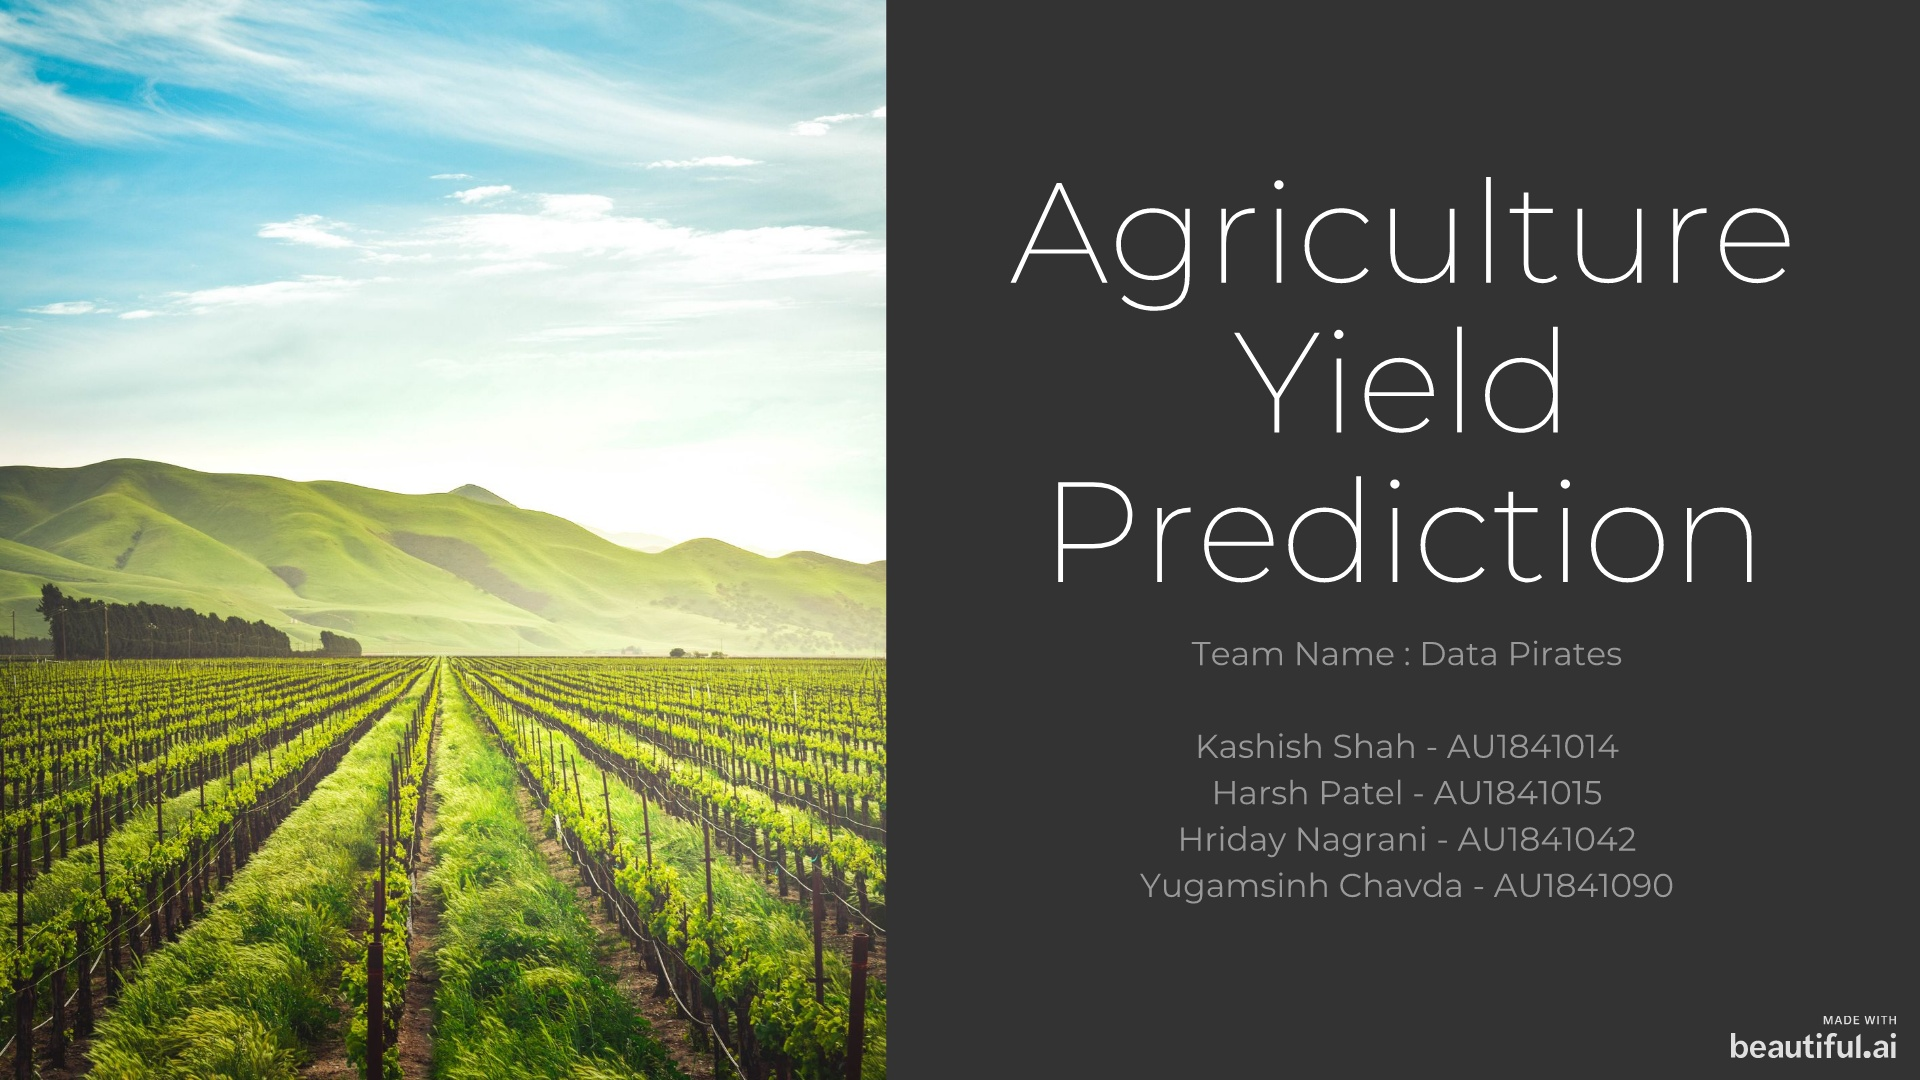 Agriculture
Yield
Prediction
Team Name : Data Pirates
Kashish Shah - AU1841014
Harsh Patel - AU1841015
Hriday Nagrani - AU1841042
Yugamsinh Chavda - AU1841090
MADE WITH
beautiful.ai